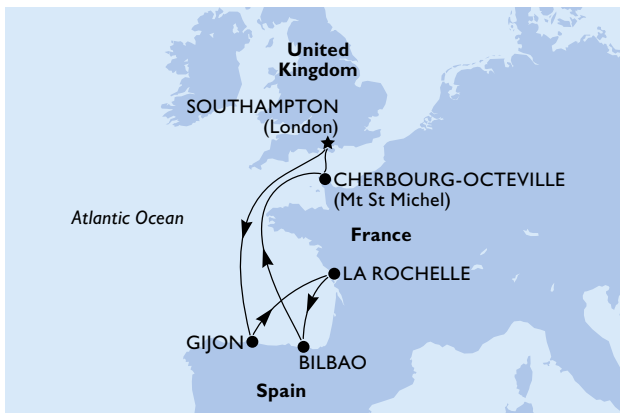 United
Kingdom
SOUTHAMPTON
(London)
CHERBOURG-OCTEVILLE
(Mt St Michel)
Atlantic Ocean
France
LA ROCHELLE
GIJON
BILBAO
Spain